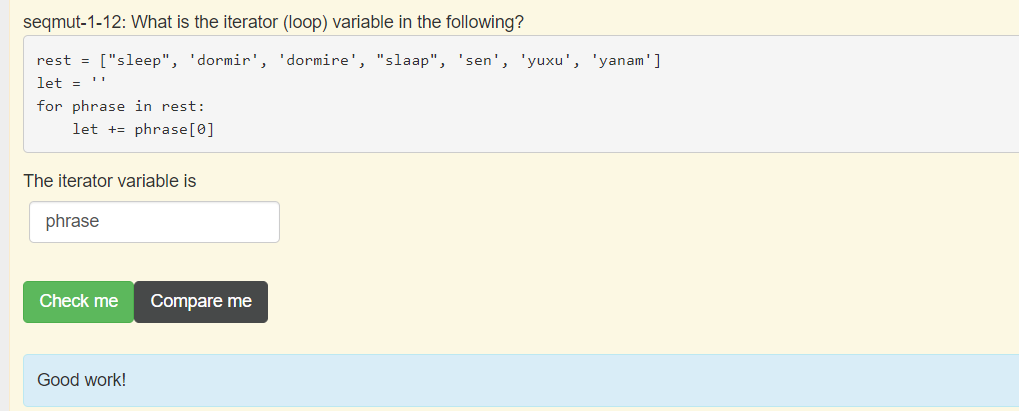 seqmut-1-12: What is the iterator (loop) variable in the following?
rest = ["sleep", 'dormir', 'dormire', "slaap", 'sen', 'yuxu', 'yanam']
let = ''
for phrase in rest:
    let += phrase[0]
The iterator variable is
phrase
Check me Compare me
Good work!